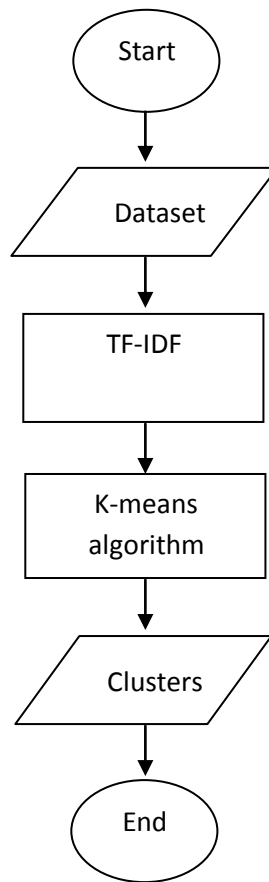 Start
Dataset
TF-IDF
K-means
algorithm
Clusters
End